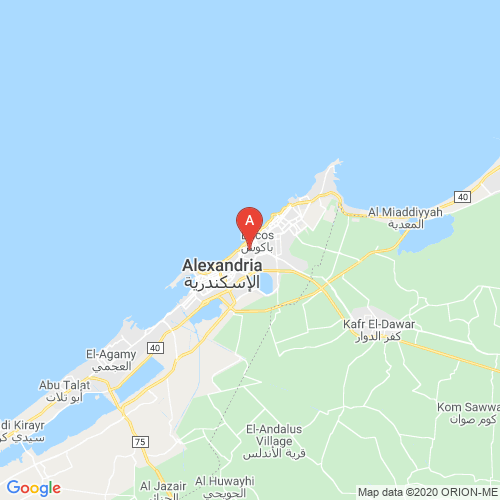 A
40
Al Miaddiyyah
المعدية
باكوس
Alexandria
الإسكندرية
Kafr El-Dawar
كفر الدوار
40
El-Agamy
العجمي
Abu Talat
أبو تلات
Kom Sawwa
كوم صوان
di Kirayr
سيدي كر
75
El-Andalus
Village
قرية الأندلس
Al Jazair
الجزائر
Al Huwayhi
الحويحي
Google
Map data ©2020 ORION-ME